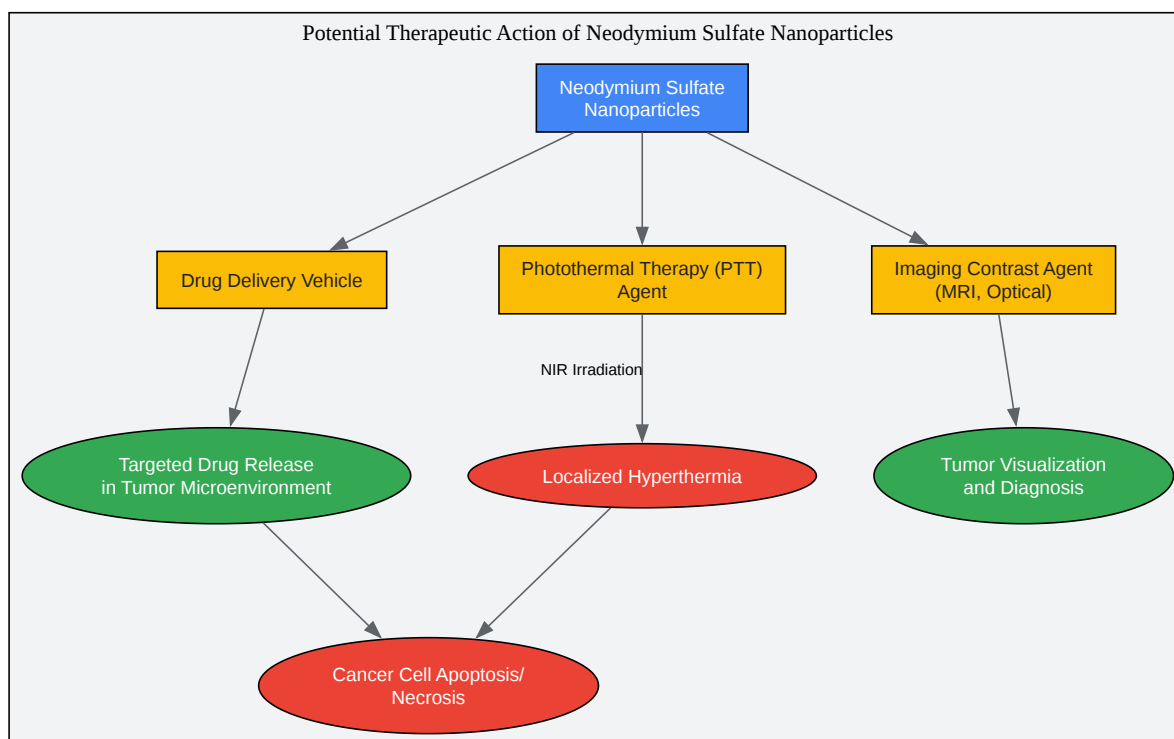 Potential Therapeutic Action of Neodymium Sulfate Nanoparticles
Neodymium Sulfate
Nanoparticles
Drug Delivery Vehicle
Photothermal Therapy (PTT)
Agent
Imaging Contrast Agent
(MRI, Optical)
NIR Irradiation
Targeted Drug Release
in Tumor Microenvironment
Localized Hyperthermia
Tumor Visualization
and Diagnosis
Cancer Cell Apoptosis/
Necrosis